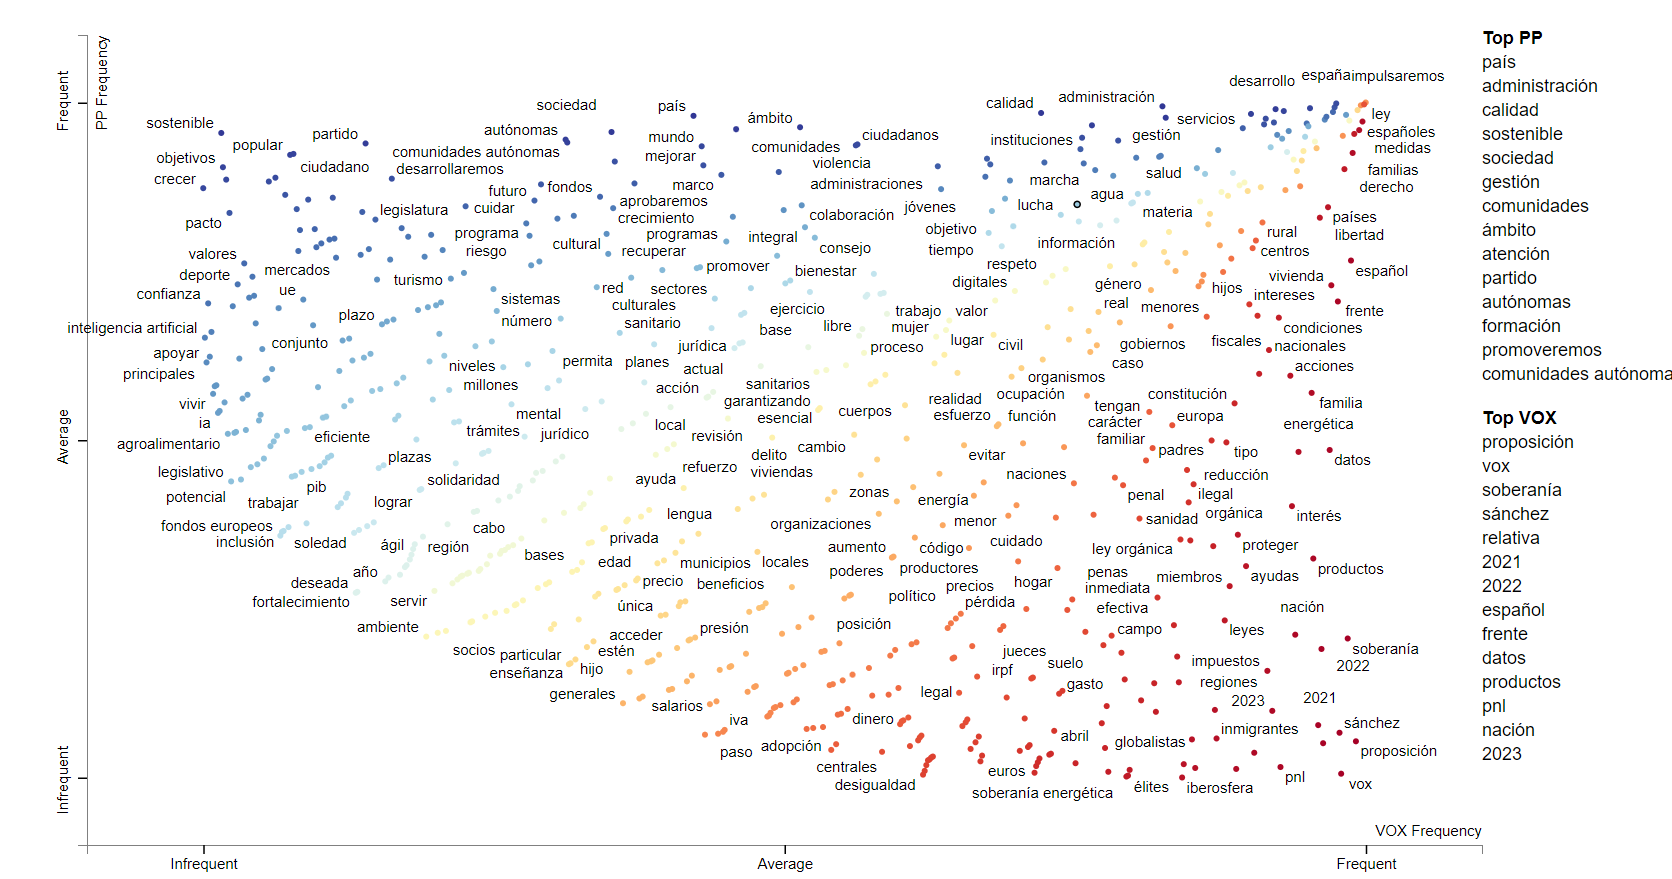 Top PP
país
administración
calidad
sostenible
sociedad
gestión
comunidades
ámbito
atención
partido
autónomas
formación
promoveremos
comunidades autónoma
Top VOX
proposición
vox
soberanía
sánchez
relativa
2021
2022
español
frente
datos
productos
pnl
nación
2023
PP Frequency
Frequent
Average
Infrequent
desarrollo españa impulsaremos
sociedad país calidad administración
sostenible partido autónomas ámbito servicios ley
popular mundo comunidades ciudadanos instituciones gestión españoles
objetivos ciudadano comunidades autónomas mejorar violencia medidas
crecer desarrollaremos marco administraciones marcha salud familias
futuro fondos aprobaremos lucha agua derecho
pacto legislatura cuidar crecimiento colaboración jóvenes materia países
programa cultural programas integral objetivo información rural libertad
valores riesgo recuperar consejo tiempo centros
deporte mercados turismo promover bienestar respeto vivienda español
confianza ue sistemas red sectores digitales género hijos intereses
culturales ejercicio trabajo valor real menores frente
inteligencia artificial plazo número sanitario base libre mujer condiciones
apoyar conjunto jurídica proceso lugar civil gobiernos fiscales nacionales
principales niveles permita planes actual caso acciones
millones acción sanitarios organismos
vivir garantizando realidad ocupación constitución familia
ia mental esencial cuerpos esfuerzo función tengan europa
agroalimentario eficiente trámites jurídico local revisión carácter energética
legislativo plazas delito cambio evitar familiar padres tipo datos
potencial pib solidaridad ayuda refuerzo viviendas naciones reducción
trabajar lograr zonas energía penal ilegal
fondos europeos cabo lengua organizaciones menor sanidad orgánica interés
inclusión soledad ágil región privada aumento código cuidado ley orgánica proteger
deseada año bases edad municipios locales poderes productores penas miembros ayudas productos
fortalecimiento servir precio beneficios precios hogar inmediata
ambiente única político pérdida efectiva nación
acceder presión posición campo leyes
socios particular estén jueces soberanía
enseñanza hijo irpf suelo impuestos 2022
generales salarios legal gasto regiones
iva dinero 2023 2021
paso adopción abril globalistas inmigrantes sánchez
centrales euros proposición
desigualdad soberanía energética élites iberosfera pnl vox
VOX Frequency
Infrequent
Average
Frequent